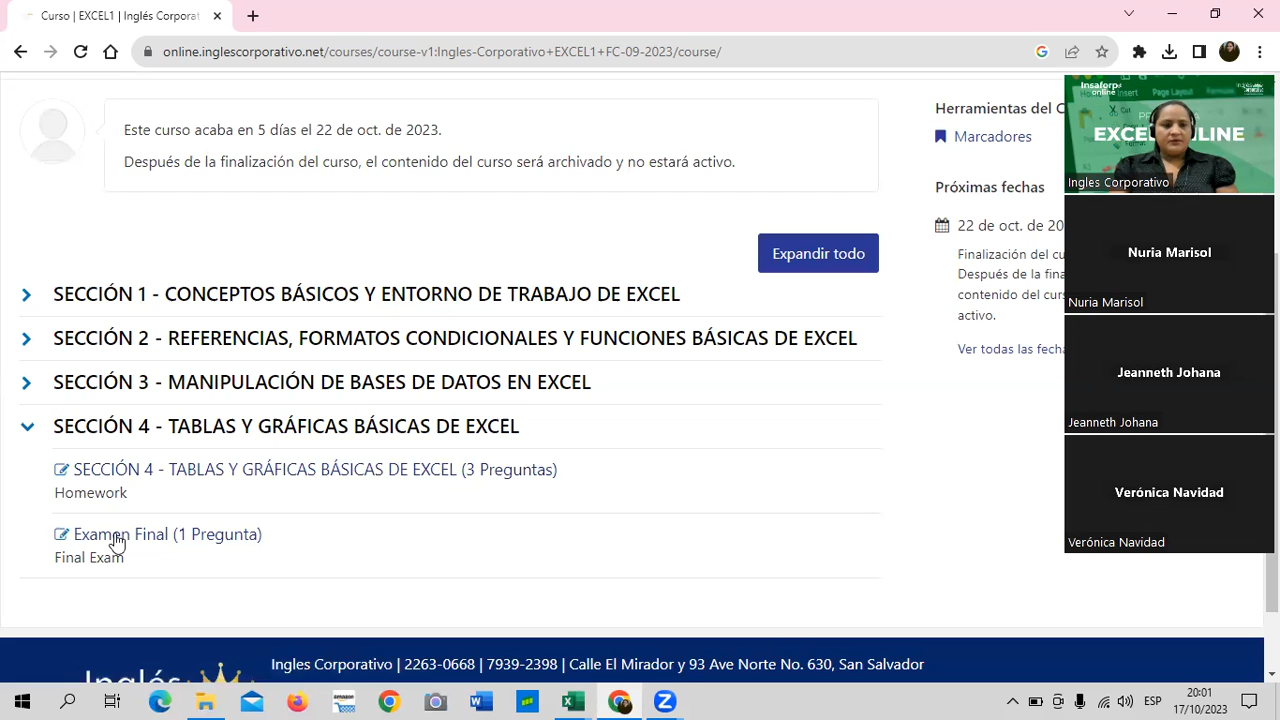 Curso | EXCEL1 | Inglés Corporat
online.inglescorporativo.net/courses/course-v1:Ingles-Corporativo+EXCEL1+FC-09-2023/course/
Este curso acaba en 5 días el 22 de oct. de 2023.
Después de la finalización del curso, el contenido del curso será archivado y no estará activo.
Herramientas del C
Marcadores
Próximas fechas
22 de oct. de 20
Finalización del cu
Después de la fina
contenido del curs
activo.
Ver todas las fecha
Expandir todo
SECCIÓN 1 - CONCEPTOS BÁSICOS Y ENTORNO DE TRABAJO DE EXCEL
SECCIÓN 2 - REFERENCIAS, FORMATOS CONDICIONALES Y FUNCIONES BÁSICAS DE EXCEL
SECCIÓN 3 - MANIPULACIÓN DE BASES DE DATOS EN EXCEL
SECCIÓN 4 - TABLAS Y GRÁFICAS BÁSICAS DE EXCEL
SECCIÓN 4 - TABLAS Y GRÁFICAS BÁSICAS DE EXCEL (3 Preguntas)
Homework
Examen Final (1 Pregunta)
Final Exam
Insaforp
online
Insert Page Layout Formulas
EXCEL ONLINE
Ingles Corporativo
Nuria Marisol
Nuria Marisol
Jeanneth Johana
Jeanneth Johana
Verónica Navidad
Verónica Navidad
Inglés
Ingles Corporativo | 2263-0668 | 7939-2398 | Calle El Mirador y 93 Ave Norte No. 630, San Salvador
ESP
20:01
17/10/2023